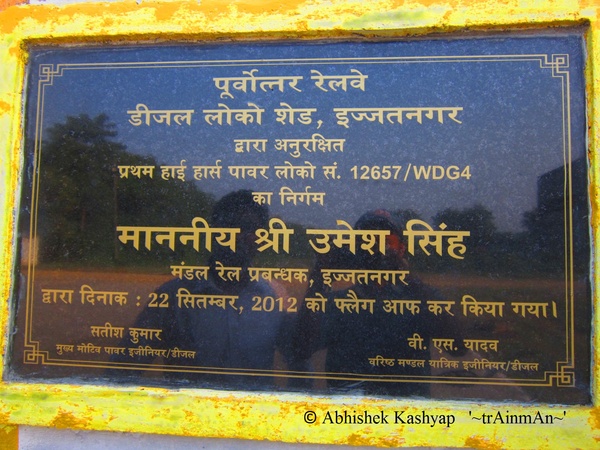 पूर्वोत्तर रेलवे
डीजल लोको शेड, इज्जतनगर
द्वारा अनुरक्षित
प्रथम हाई हार्स पावर लोको सं. 12657/WDG4
का निर्गम
माननीय श्री उमेश सिंह
मंडल रेल प्रबन्धक, इज्जतनगर
द्वारा दिनाक : 22 सितम्बर, 2012 को फ्लैग आफ कर किया गया।
सतीश कुमार
मुख्य मोटिव पावर इजीनियर/डीजल
वी. एस. यादव
वरिष्ठ मण्डल यात्रिक इजीनियर/डीजल
© Abhishek Kashyap '~trAinmAn~'